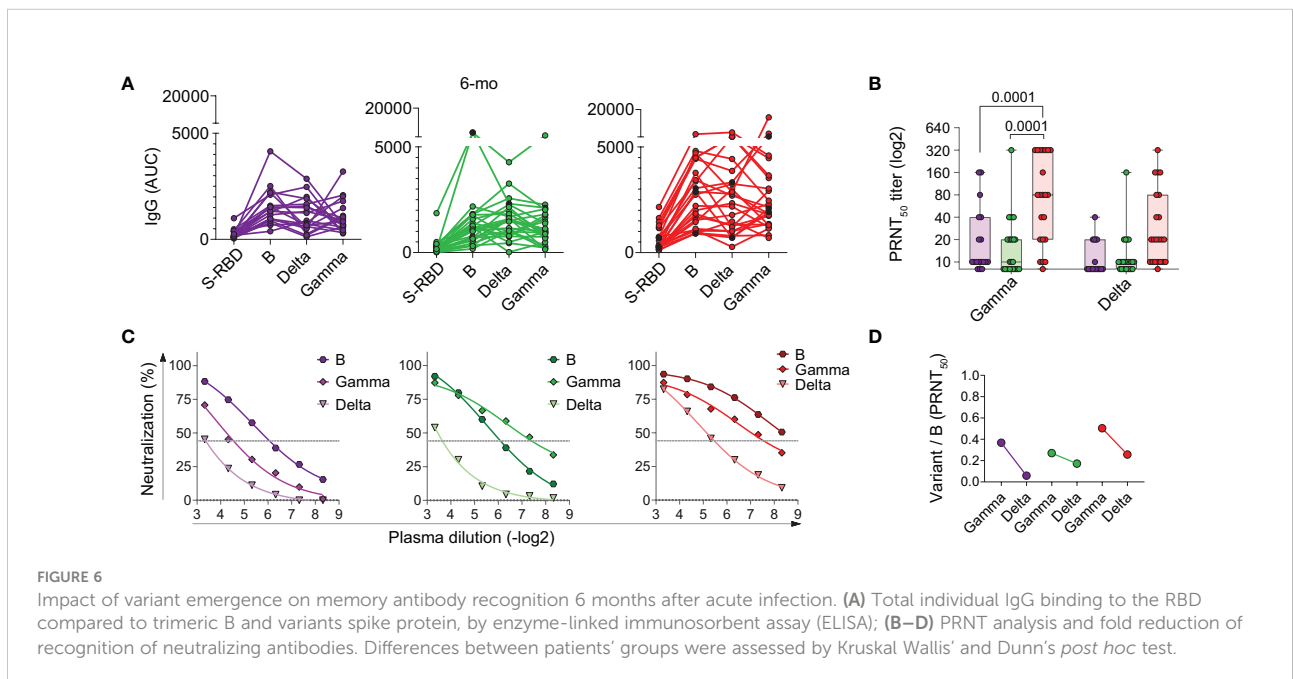 A
6-mo
20000
5000
0
IgG (AUC)
S-RBD
B
Delta
Gamma
20000
5000
0
S-RBD
B
Delta
Gamma
20000
5000
0
S-RBD
B
Delta
Gamma
B
0.0001
0.0001
PRNT50 titer (log2)
640
320
160
80
40
20
10
Gamma
Delta
C
Neutralization (%)
100
75
50
25
0
3 4 5 6 7 8 9
B
Gamma
Delta
100
75
50
25
0
3 4 5 6 7 8 9
B
Gamma
Delta
100
75
50
25
0
3 4 5 6 7 8 9
B
Gamma
Delta
Plasma dilution (-log2)
D
Variant / B (PRNT50)
1.0
0.8
0.6
0.4
0.2
0.0
Gamma
Delta
Gamma
Delta
Gamma
Delta
FIGURE 6
Impact of variant emergence on memory antibody recognition 6 months after acute infection. (A) Total individual IgG binding to the RBD
compared to trimeric B and variants spike protein, by enzyme-linked immunosorbent assay (ELISA); (B–D) PRNT analysis and fold reduction of
recognition of neutralizing antibodies. Differences between patients' groups were assessed by Kruskal Wallis' and Dunn's post hoc test.